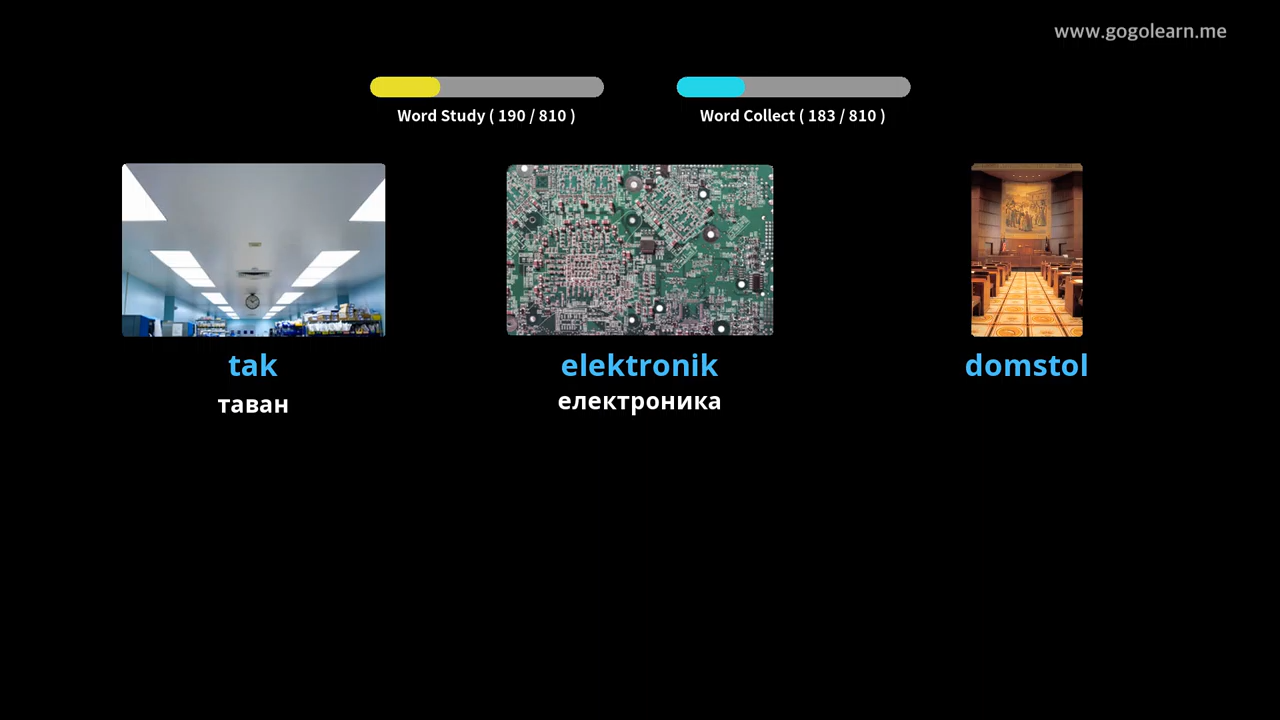 www.gogolearn.me
Word Study ( 190 / 810 )
Word Collect ( 183 / 810 )
tak
elektronik
domstol
таван
електроника